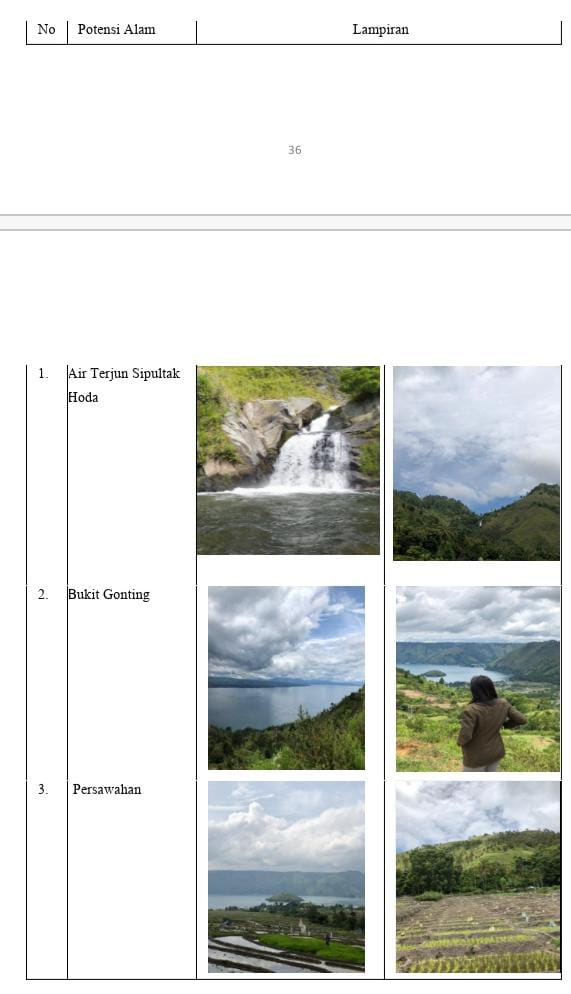 No Potensi Alam Lampiran
36
1. Air Terjun Sipultak
Hoda
2. Bukit Gonting
3. Persawahan